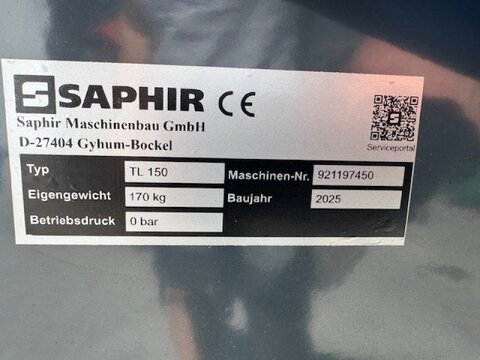 SAPHIR CE
Saphir Maschinenbau GmbH
D-27404 Gyhum-Bockel
Serviceportal
Typ TL 150 Maschinen-Nr. 921197450
Eigengewicht 170 kg Baujahr 2025
Betriebsdruck 0 bar